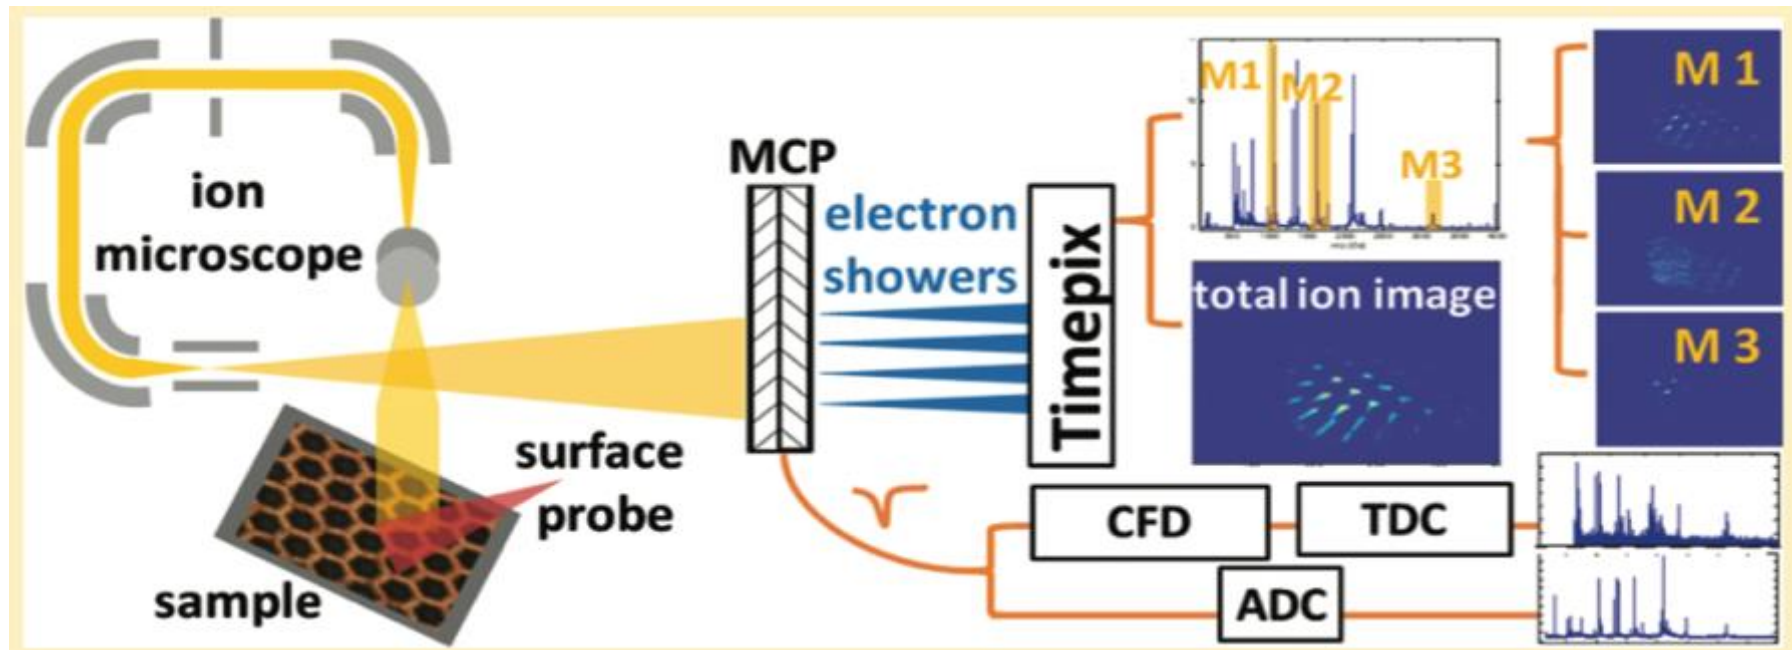 ion
microscope
MCP
electron
showers
Timepix
M1
M2
M3
total ion image
M 1
M 2
M 3
surface
probe
sample
CFD
TDC
ADC